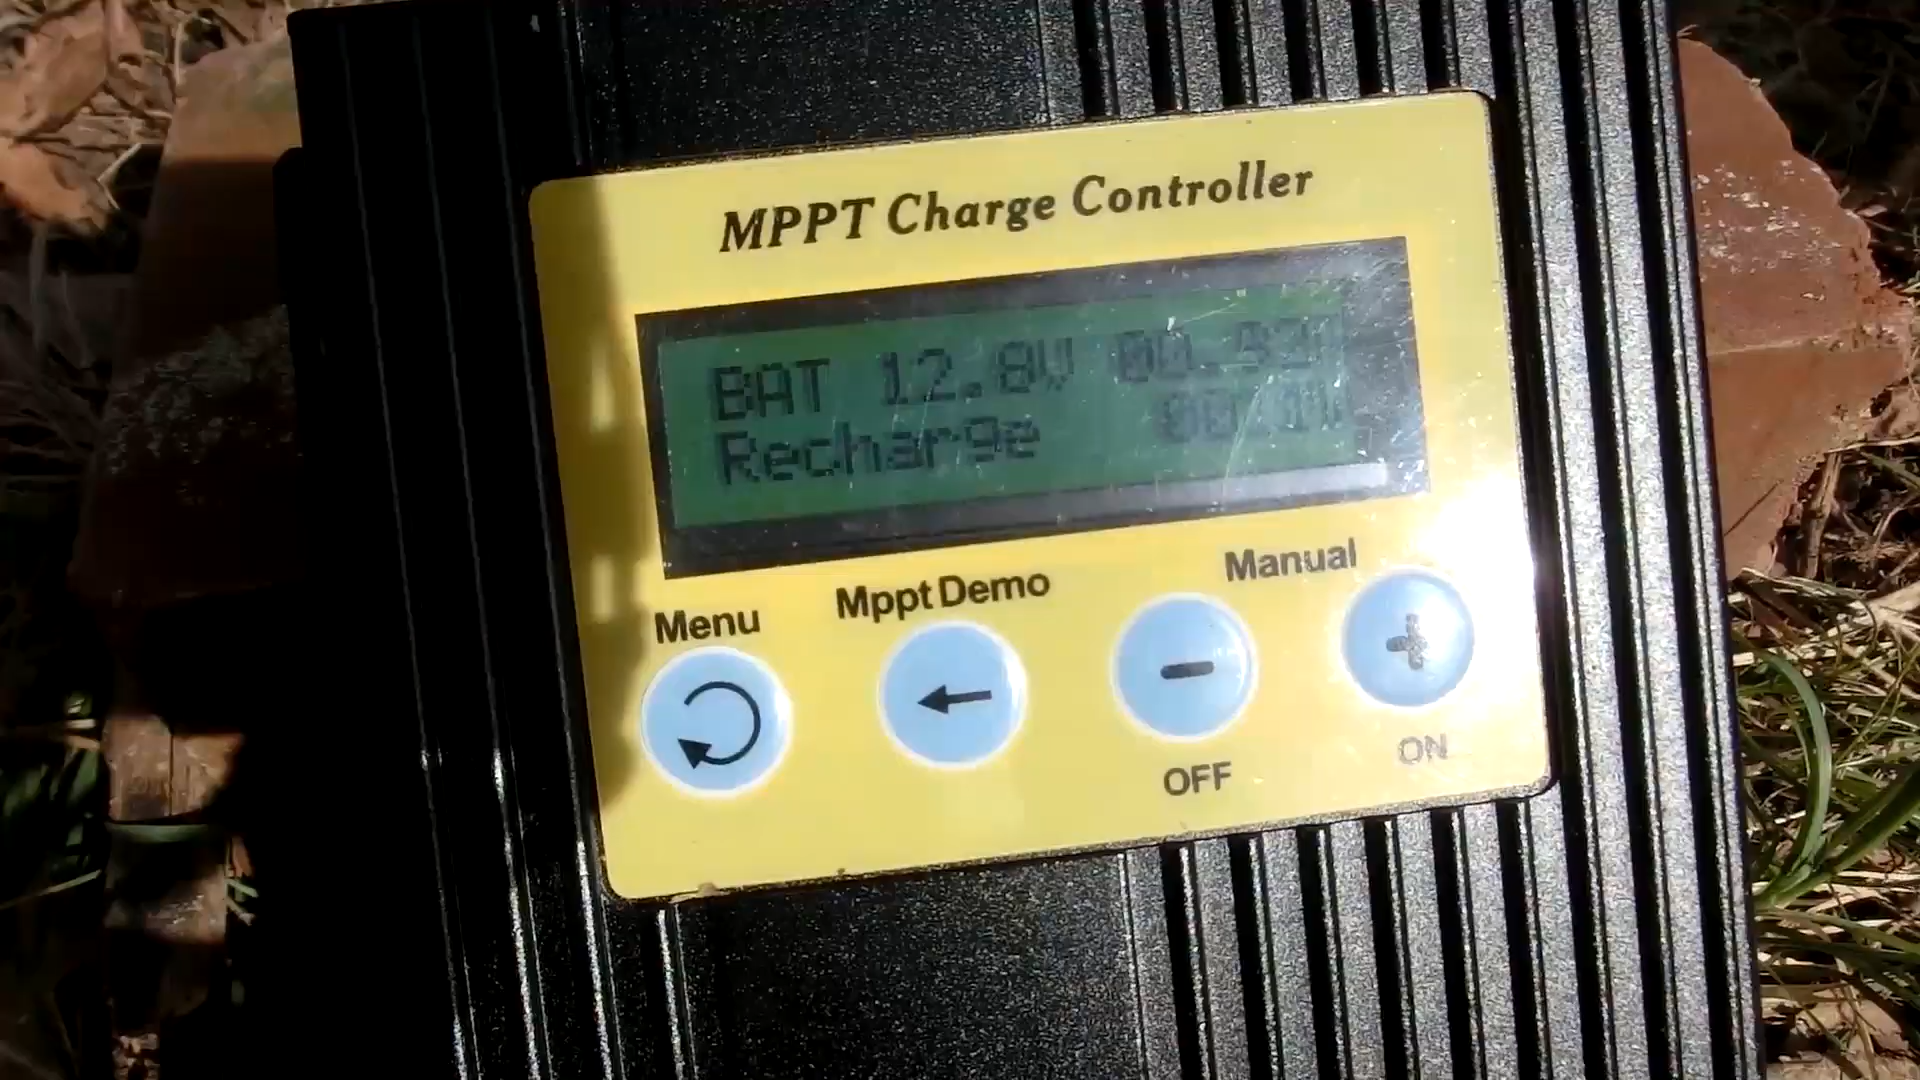 MPPT Charge Controller
BAT 12.8V
Recharge
Menu
Mppt Demo
Manual
OFF
ON